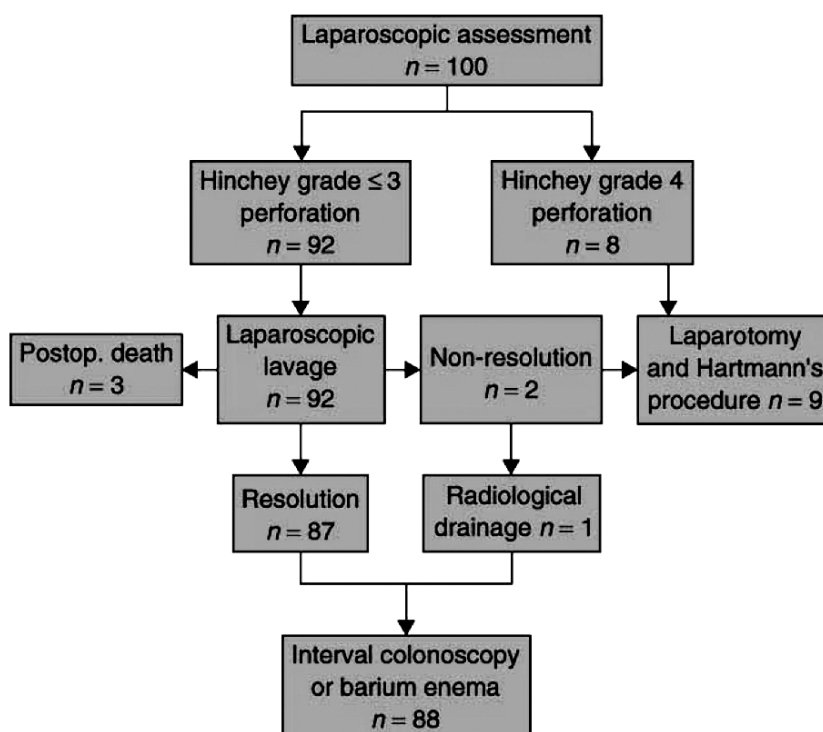 Laparoscopic assessment
n = 100
Hinchey grade ≤ 3
perforation
n = 92
Hinchey grade 4
perforation
n = 8
Postop. death
n = 3
Laparoscopic
lavage
n = 92
Non-resolution
n = 2
Laparotomy
and Hartmann's
procedure n = 9
Resolution
n = 87
Radiological
drainage n = 1
Interval colonoscopy
or barium enema
n = 88